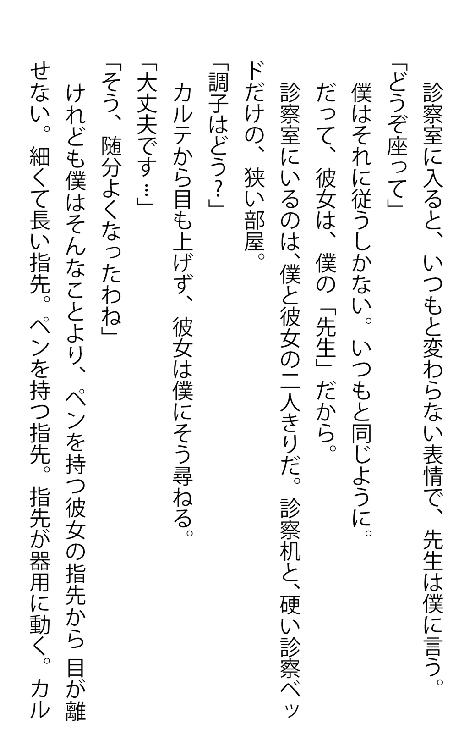 診察室に入ると、いつもと変わらない表情で、先生は僕に言う。
「どうぞ座って」
僕はそれに従うしかない。いつもと同じように。
だって、彼女は、僕の「先生」だから。
診察室にいるのは、僕と彼女の二人きりだ。診察机と、硬い診察ベッ
ドだけの、狭い部屋。
「調子はどう?」
カルテから目も上げず、彼女は僕にそう尋ねる。
「大丈夫です…」
「そう、随分よくなったわね」
けれども僕はそんなことより、ペンを持つ彼女の指先から目が離
せない。細くて長い指先。ペンを持つ指先。指先が器用に動く。カル